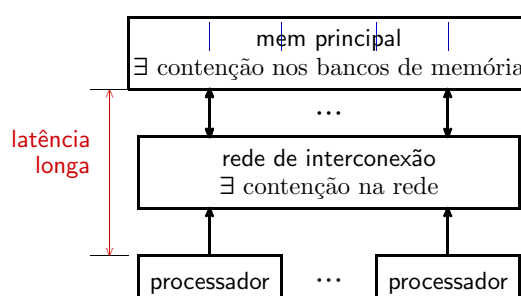 mem principal
∃ contenção nos bancos de memória
...
latência
longa
rede de interconexão
∃ contenção na rede
processador ... processador